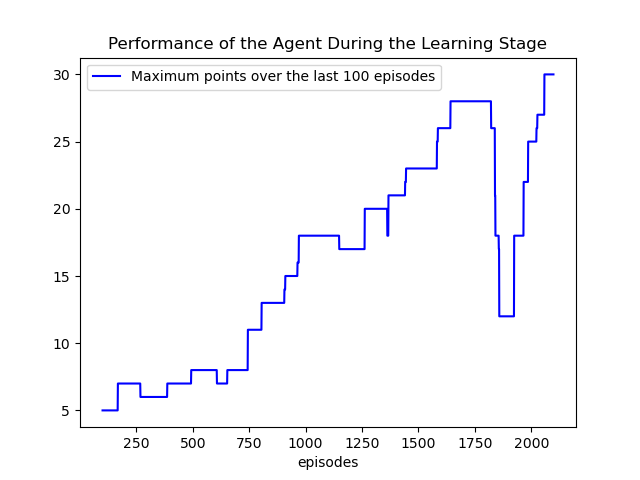 Performance of the Agent During the Learning Stage
Maximum points over the last 100 episodes
30
25
20
15
10
5
250 500 750 1000 1250 1500 1750 2000
episodes